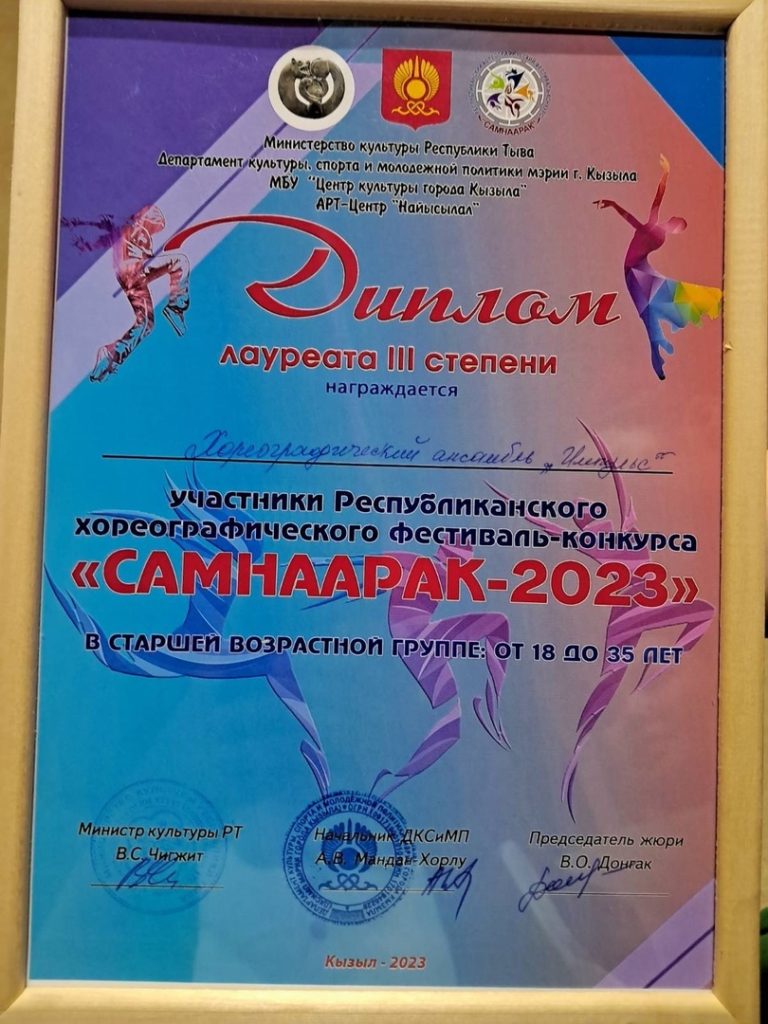 САМНААРАК
Министерство культуры Республики Тыва
Департамент культуры, спорта и молодежной политики мэрии г. Кызыла
МБУ "Центр культуры города Кызыла"
АРТ-Центр "Найысылал"
Диплом
лауреата III степени
награждается
Хореографический ансамбль „Импульс“
участники Республиканского
хореографического фестиваль-конкурса
«САМНААРАК-2023»
В СТАРШЕЙ ВОЗРАСТНОЙ ГРУППЕ: ОТ 18 ДО 35 ЛЕТ
Министр культуры РТ
В.С. Чигжит
Начальник ДКСиМП
А.В. Мандан-Хорлу
Председатель жюри
В.О. Донгак
Кызыл - 2023